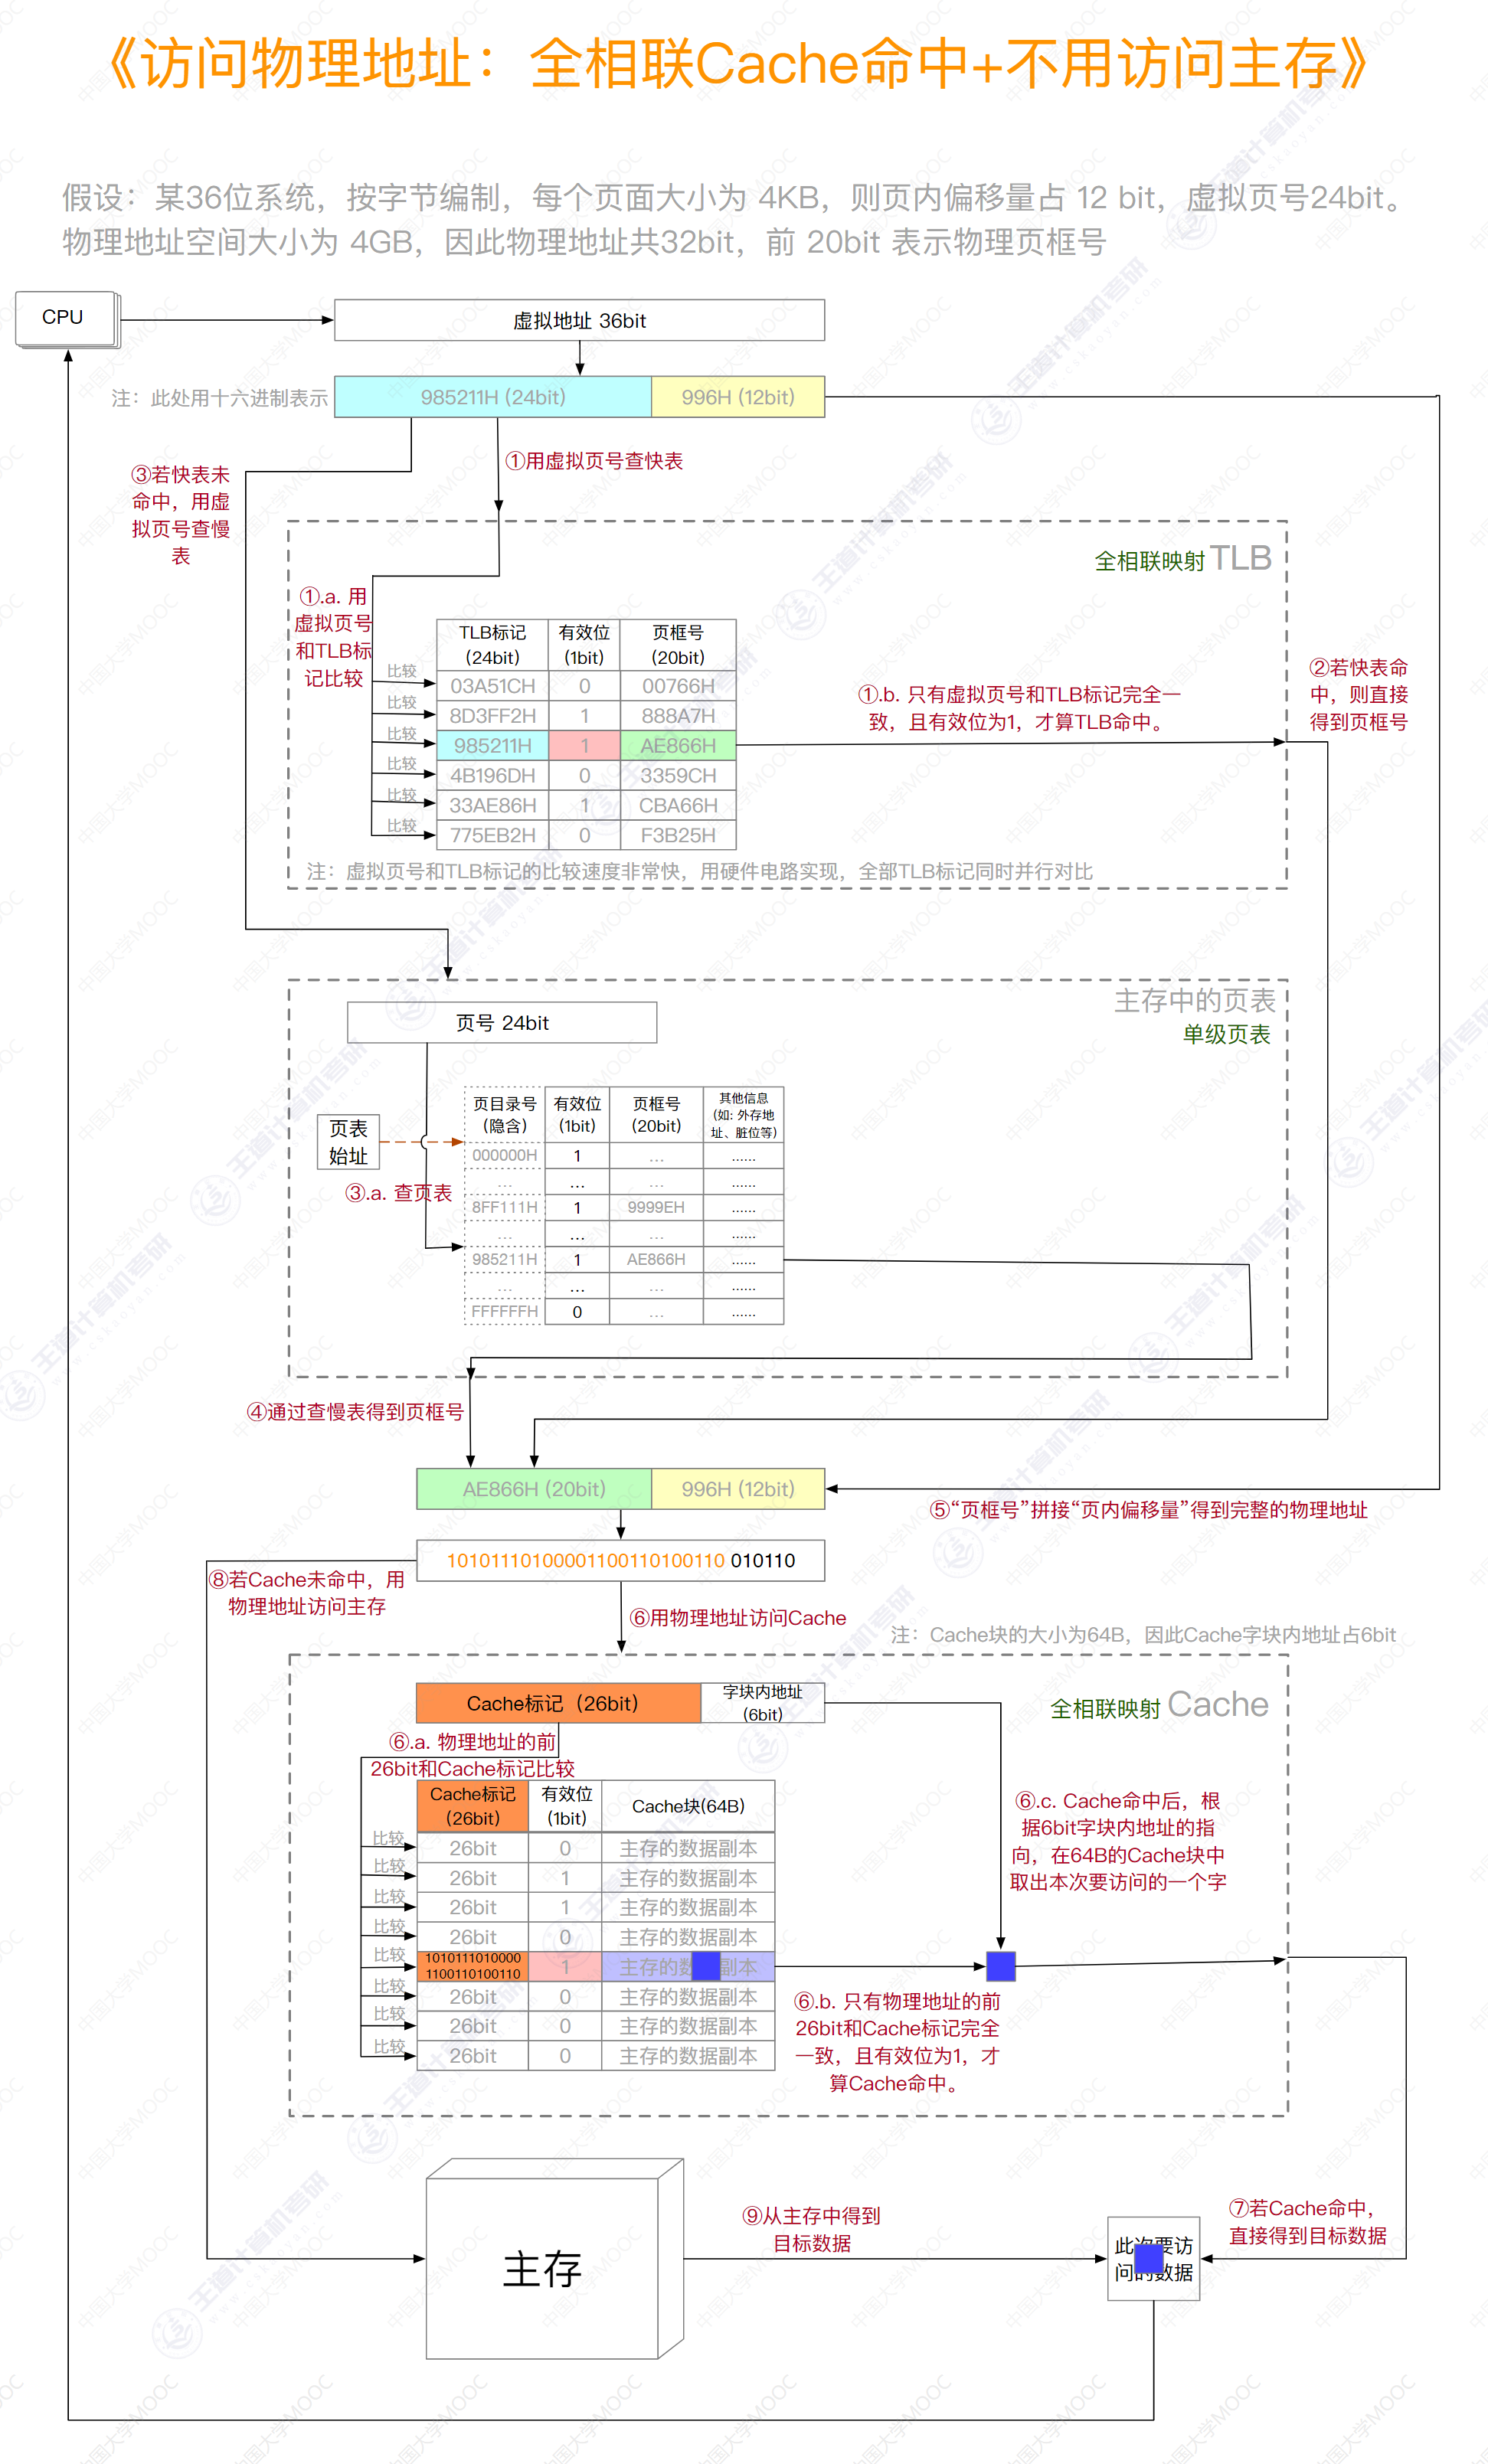 《访问物理地址：全相联Cache命中+不用访问主存》
假设：某36位系统，按字节编制，每个页面大小为 4KB，则页内偏移量占 12 bit，虚拟页号24bit。
物理地址空间大小为 4GB，因此物理地址共32bit，前 20bit 表示物理页框号
CPU
虚拟地址 36bit
注：此处用十六进制表示
985211H (24bit)
996H (12bit)
③若快表未
命中，用虚
拟页号查慢
表
①用虚拟页号查快表
全相联映射 TLB
①.a. 用
虚拟页号
和TLB标
记比较
TLB标记
(24bit)
有效位
(1bit)
页框号
(20bit)
比较
03A51CH 0 00766H
比较
8D3FF2H 1 888A7H
比较
985211H 1 AE866H
比较
4B196DH 0 3359CH
比较
33AE86H 1 CBA66H
比较
775EB2H 0 F3B25H
①.b. 只有虚拟页号和TLB标记完全一
致，且有效位为1，才算TLB命中。
②若快表命
中，则直接
得到页框号
注：虚拟页号和TLB标记的比较速度非常快，用硬件电路实现，全部TLB标记同时并行对比
主存中的页表
单级页表
页号 24bit
页表
始址
③.a. 查页表
页目录号
（隐含）
有效位
(1bit)
页框号
(20bit)
其他信息
(如: 外存地
址、脏位等)
000000H 1 ... ......
... ... ... ......
8FF111H 1 9999EH ......
... ... ... ......
985211H 1 AE866H ......
... ... ... ......
FFFFFFH 0 ... ......
④通过查慢表得到页框号
AE866H (20bit)
996H (12bit)
⑤“页框号”拼接“页内偏移量”得到完整的物理地址
10101110100001100110100110 010110
⑧若Cache未命中，用
物理地址访问主存
⑥用物理地址访问Cache
注：Cache块的大小为64B，因此Cache字块内地址占6bit
全相联映射 Cache
Cache标记（26bit）
字块内地址
(6bit)
⑥.a. 物理地址的前
26bit和Cache标记比较
Cache标记
(26bit)
有效位
(1bit)
Cache块(64B)
比较
26bit 0 主存的数据副本
比较
26bit 1 主存的数据副本
比较
26bit 1 主存的数据副本
比较
26bit 0 主存的数据副本
比较
1010111010000
1100110100110
1 主存的数 副本
比较
26bit 0 主存的数据副本
比较
26bit 0 主存的数据副本
比较
26bit 0 主存的数据副本
⑥.c. Cache命中后，根
据6bit字块内地址的指
向，在64B的Cache块中
取出本次要访问的一个字
⑥.b. 只有物理地址的前
26bit和Cache标记完全
一致，且有效位为1，才
算Cache命中。
主存
⑨从主存中得到
目标数据
⑦若Cache命中，
直接得到目标数据
此次要访
问的数据
中国大学MOOC
王道计算机考研
www.cskaoyan.com